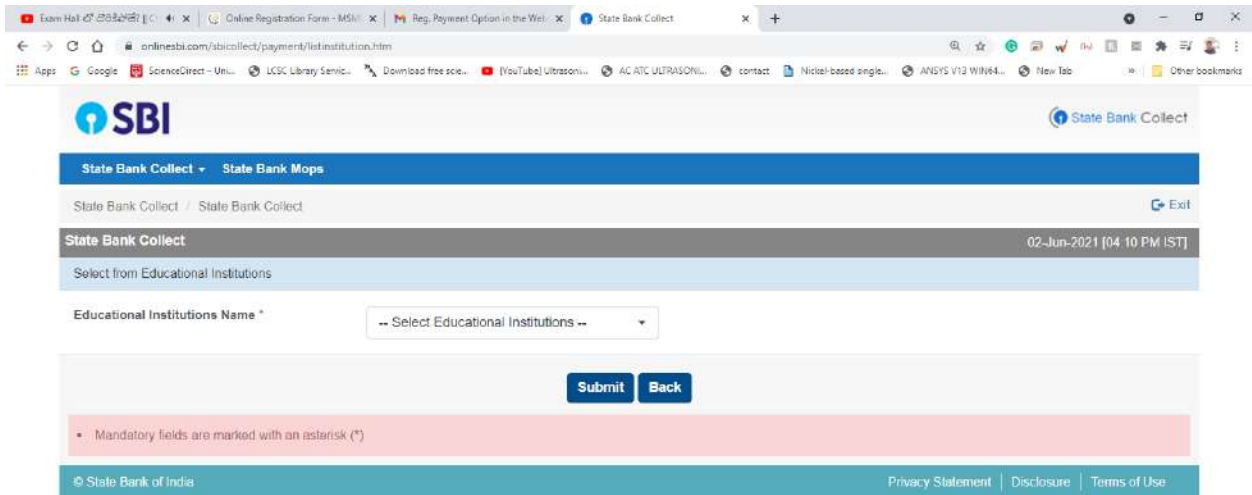 Online Registration Form - MSM
Reg. Payment Option in the Wel
State Bank Collect
onlinesbi.com/sbicollect/payment/listinstitution.htm
Apps
Google
ScienceDirect – Uni...
LCSC Library Servic...
Download free scie...
[YouTube] Ultrasoni...
AC ATC ULTRASONI...
contact
Nickel-based single...
ANSYS V13 WIN64...
New Tab
Other bookmarks
SBI
State Bank Collect
State Bank Collect
State Bank Mops
State Bank Collect / State Bank Collect
Exit
State Bank Collect
02-Jun-2021 [04:10 PM IST]
Select from Educational Institutions
Educational Institutions Name *
-- Select Educational Institutions --
Submit
Back
Mandatory fields are marked with an asterisk (*)
© State Bank of India
Privacy Statement | Disclosure | Terms of Use